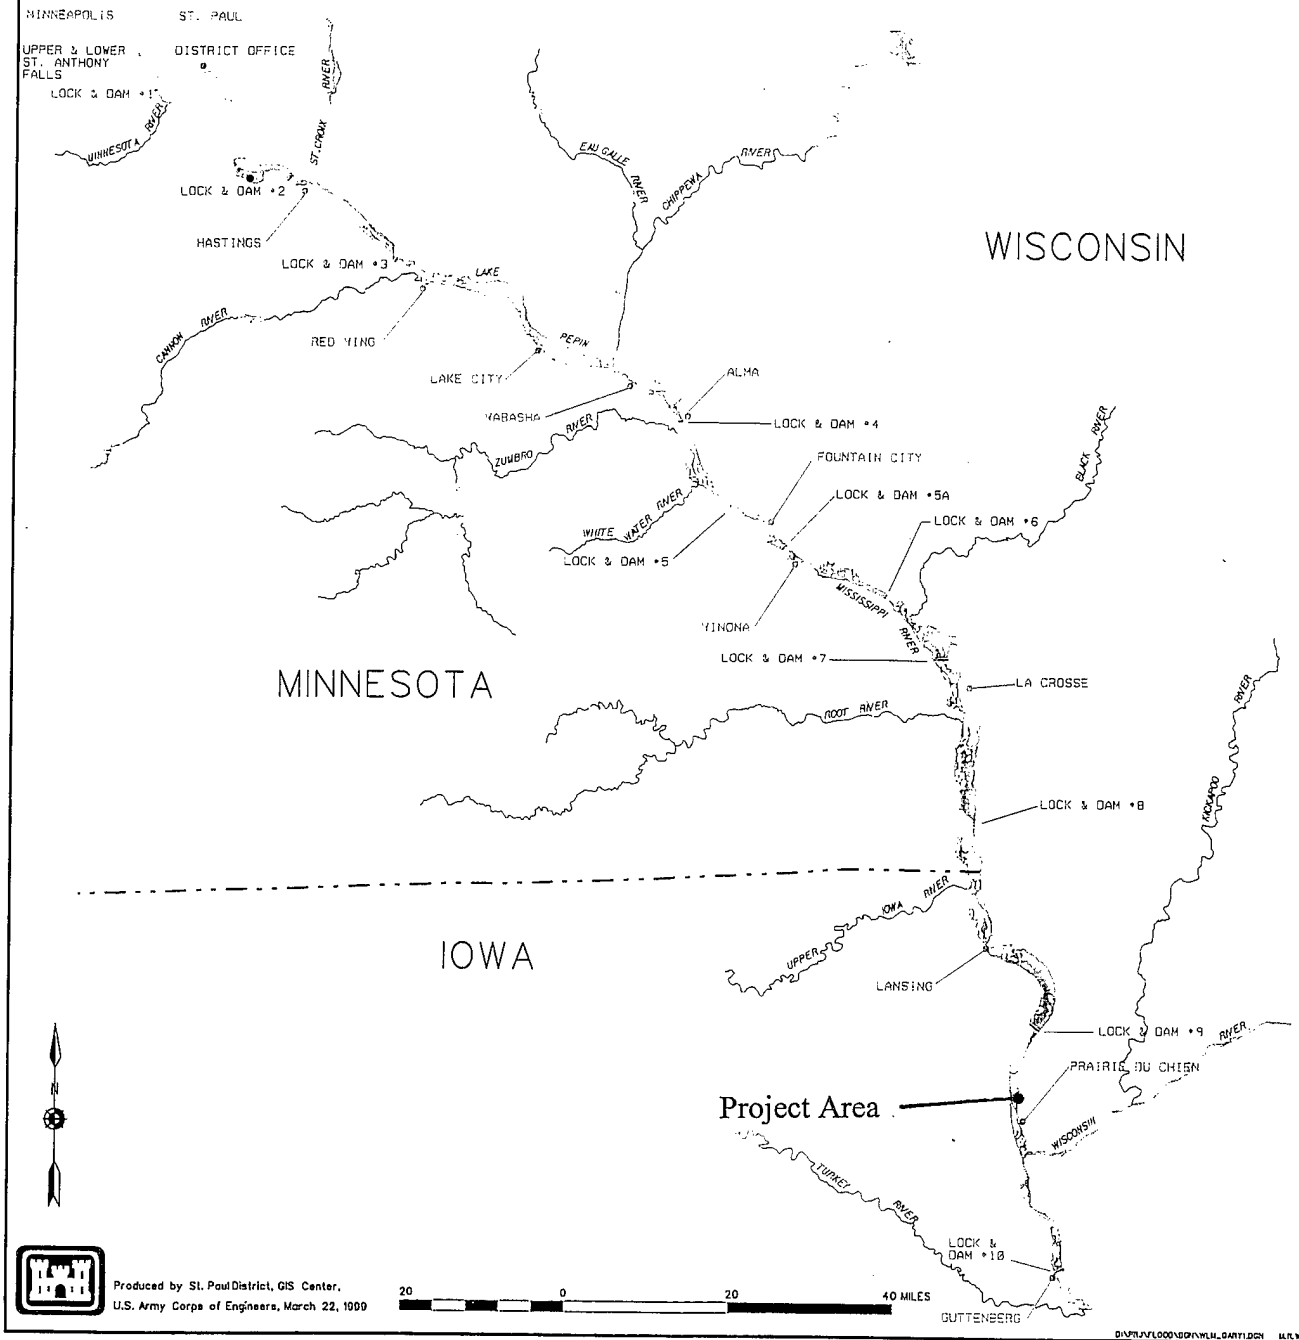 MINNEAPOLIS
ST. PAUL
UPPER & LOWER
ST. ANTHONY
FALLS
DISTRICT OFFICE
LOCK & DAM #1
MINNESOTA RIVER
ST.CROIX RIVER
LOCK & DAM #2
HASTINGS
LOCK & DAM #3
LAKE
PEPIN
CANNON RIVER
RED WING
LAKE CITY
WABASHA
EAU GALLE
RIVER
CHIPPEWA
RIVER
WISCONSIN
ALMA
LOCK & DAM #4
ZUMBRO
RIVER
FOUNTAIN CITY
LOCK & DAM #5A
LOCK & DAM #6
BLACK RIVER
WHITE WATER RIVER
LOCK & DAM #5
MISSISSIPPI
RIVER
WINONA
LOCK & DAM #7
MINNESOTA
LA CROSSE
ROOT RIVER
RIVER
KICKAPOO
LOCK & DAM #8
UPPER IOWA RIVER
IOWA
LANSING
LOCK & DAM #9
RIVER
PRAIRIE DU CHIEN
Project Area
WISCONSIN
TURKEY
RIVER
N
LOCK &
DAM #10
GUTTENBERG
Produced by St. Paul District, GIS Center,
U.S. Army Corps of Engineers, March 22, 1999
20 0 20 40 MILES